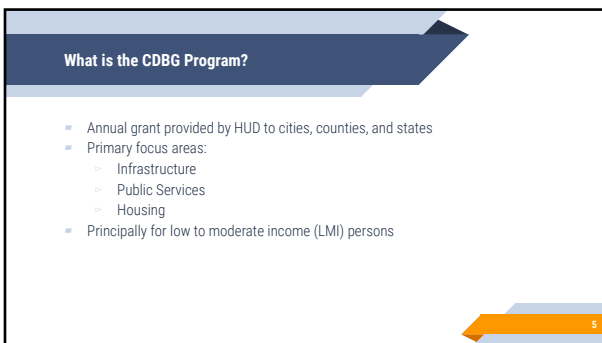 What is the CDBG Program?
Annual grant provided by HUD to cities, counties, and states
Primary focus areas:
Infrastructure
Public Services
Housing
Principally for low to moderate income (LMI) persons
5